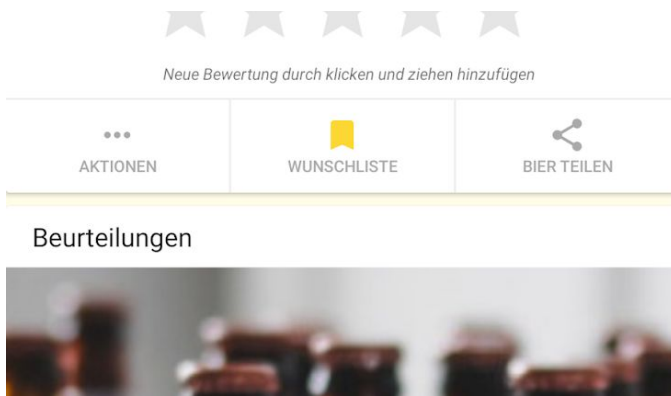 Neue Bewertung durch klicken und ziehen hinzufügen
AKTIONEN
WUNSCHLISTE
BIER TEILEN
Beurteilungen